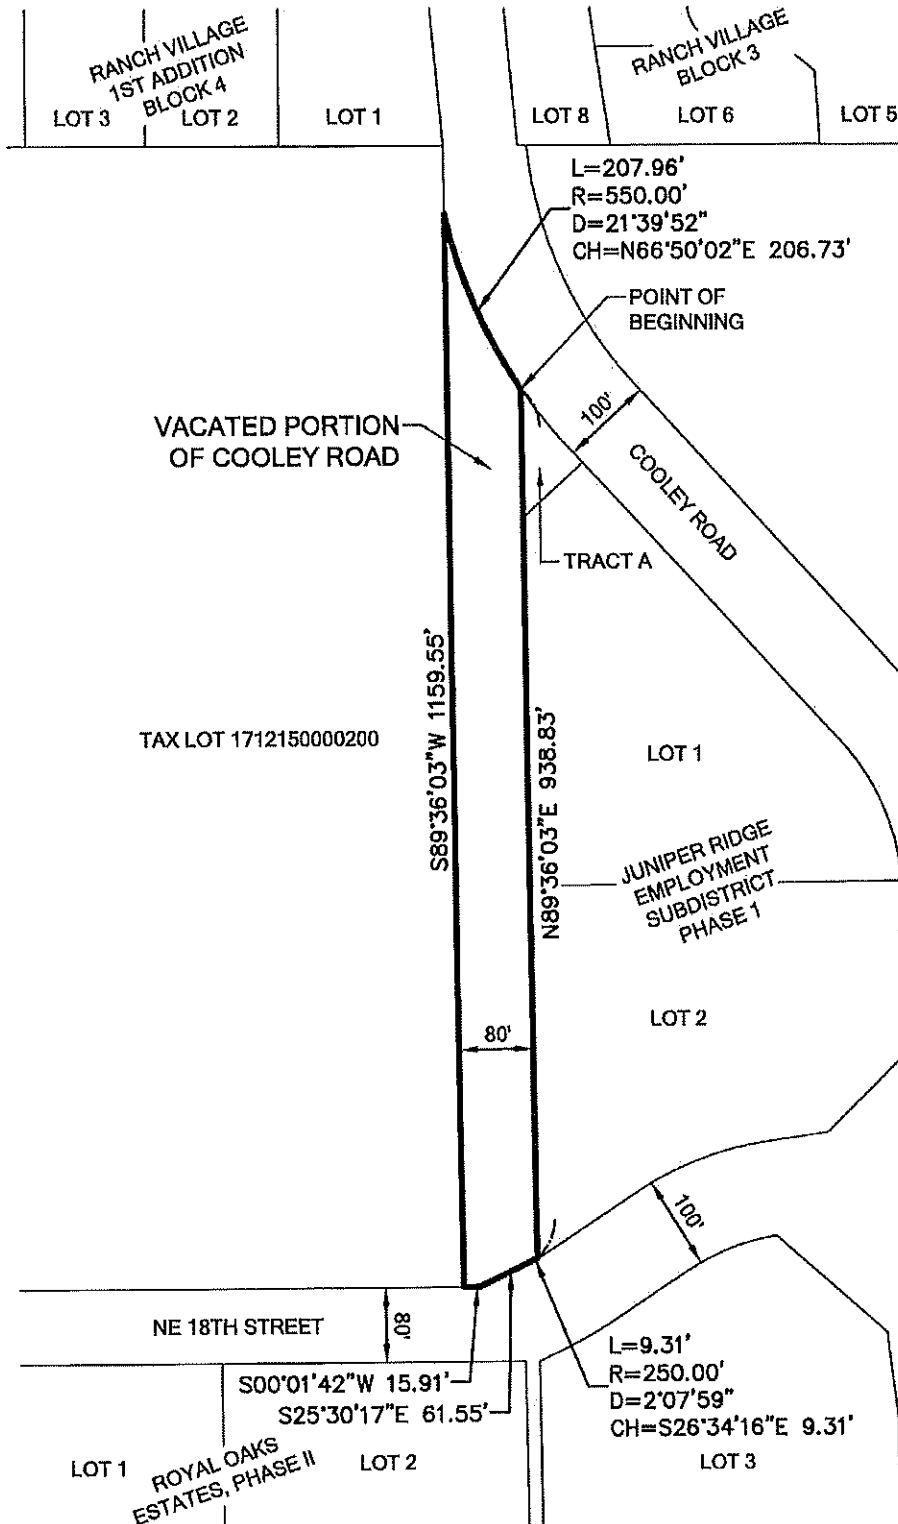 RANCH VILLAGE
1ST ADDITION
BLOCK 4
RANCH VILLAGE
BLOCK 3
LOT 3
LOT 2
LOT 1
LOT 8
LOT 6
LOT 5
L=207.96'
R=550.00'
D=21°39'52"
CH=N66°50'02"E 206.73'
POINT OF
BEGINNING
100'
VACATED PORTION
OF COOLEY ROAD
COOLEY ROAD
TRACT A
S89°36'03"W 1159.55'
N89°36'03"E 938.83'
TAX LOT 1712150000200
LOT 1
JUNIPER RIDGE
EMPLOYMENT
SUBDISTRICT
PHASE 1
LOT 2
80'
100'
NE 18TH STREET
80'
S00°01'42"W 15.91'
S25°30'17"E 61.55'
L=9.31'
R=250.00'
D=2°07'59"
CH=S26°34'16"E 9.31'
LOT 1
ROYAL OAKS
ESTATES, PHASE II
LOT 2
LOT 3